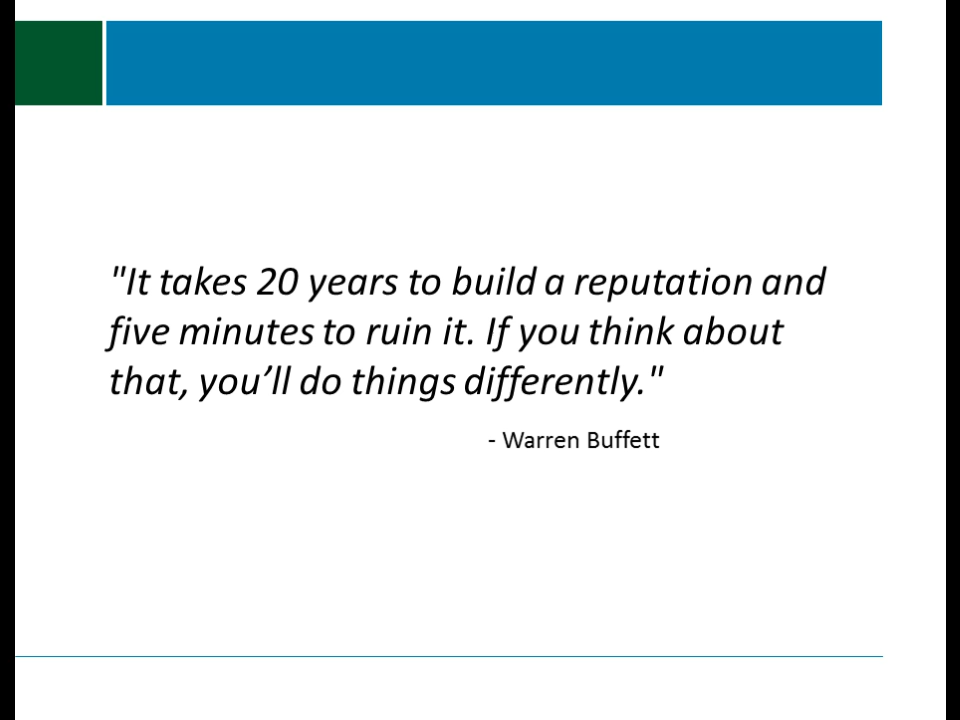 "It takes 20 years to build a reputation and
five minutes to ruin it. If you think about
that, you’ll do things differently."
- Warren Buffett